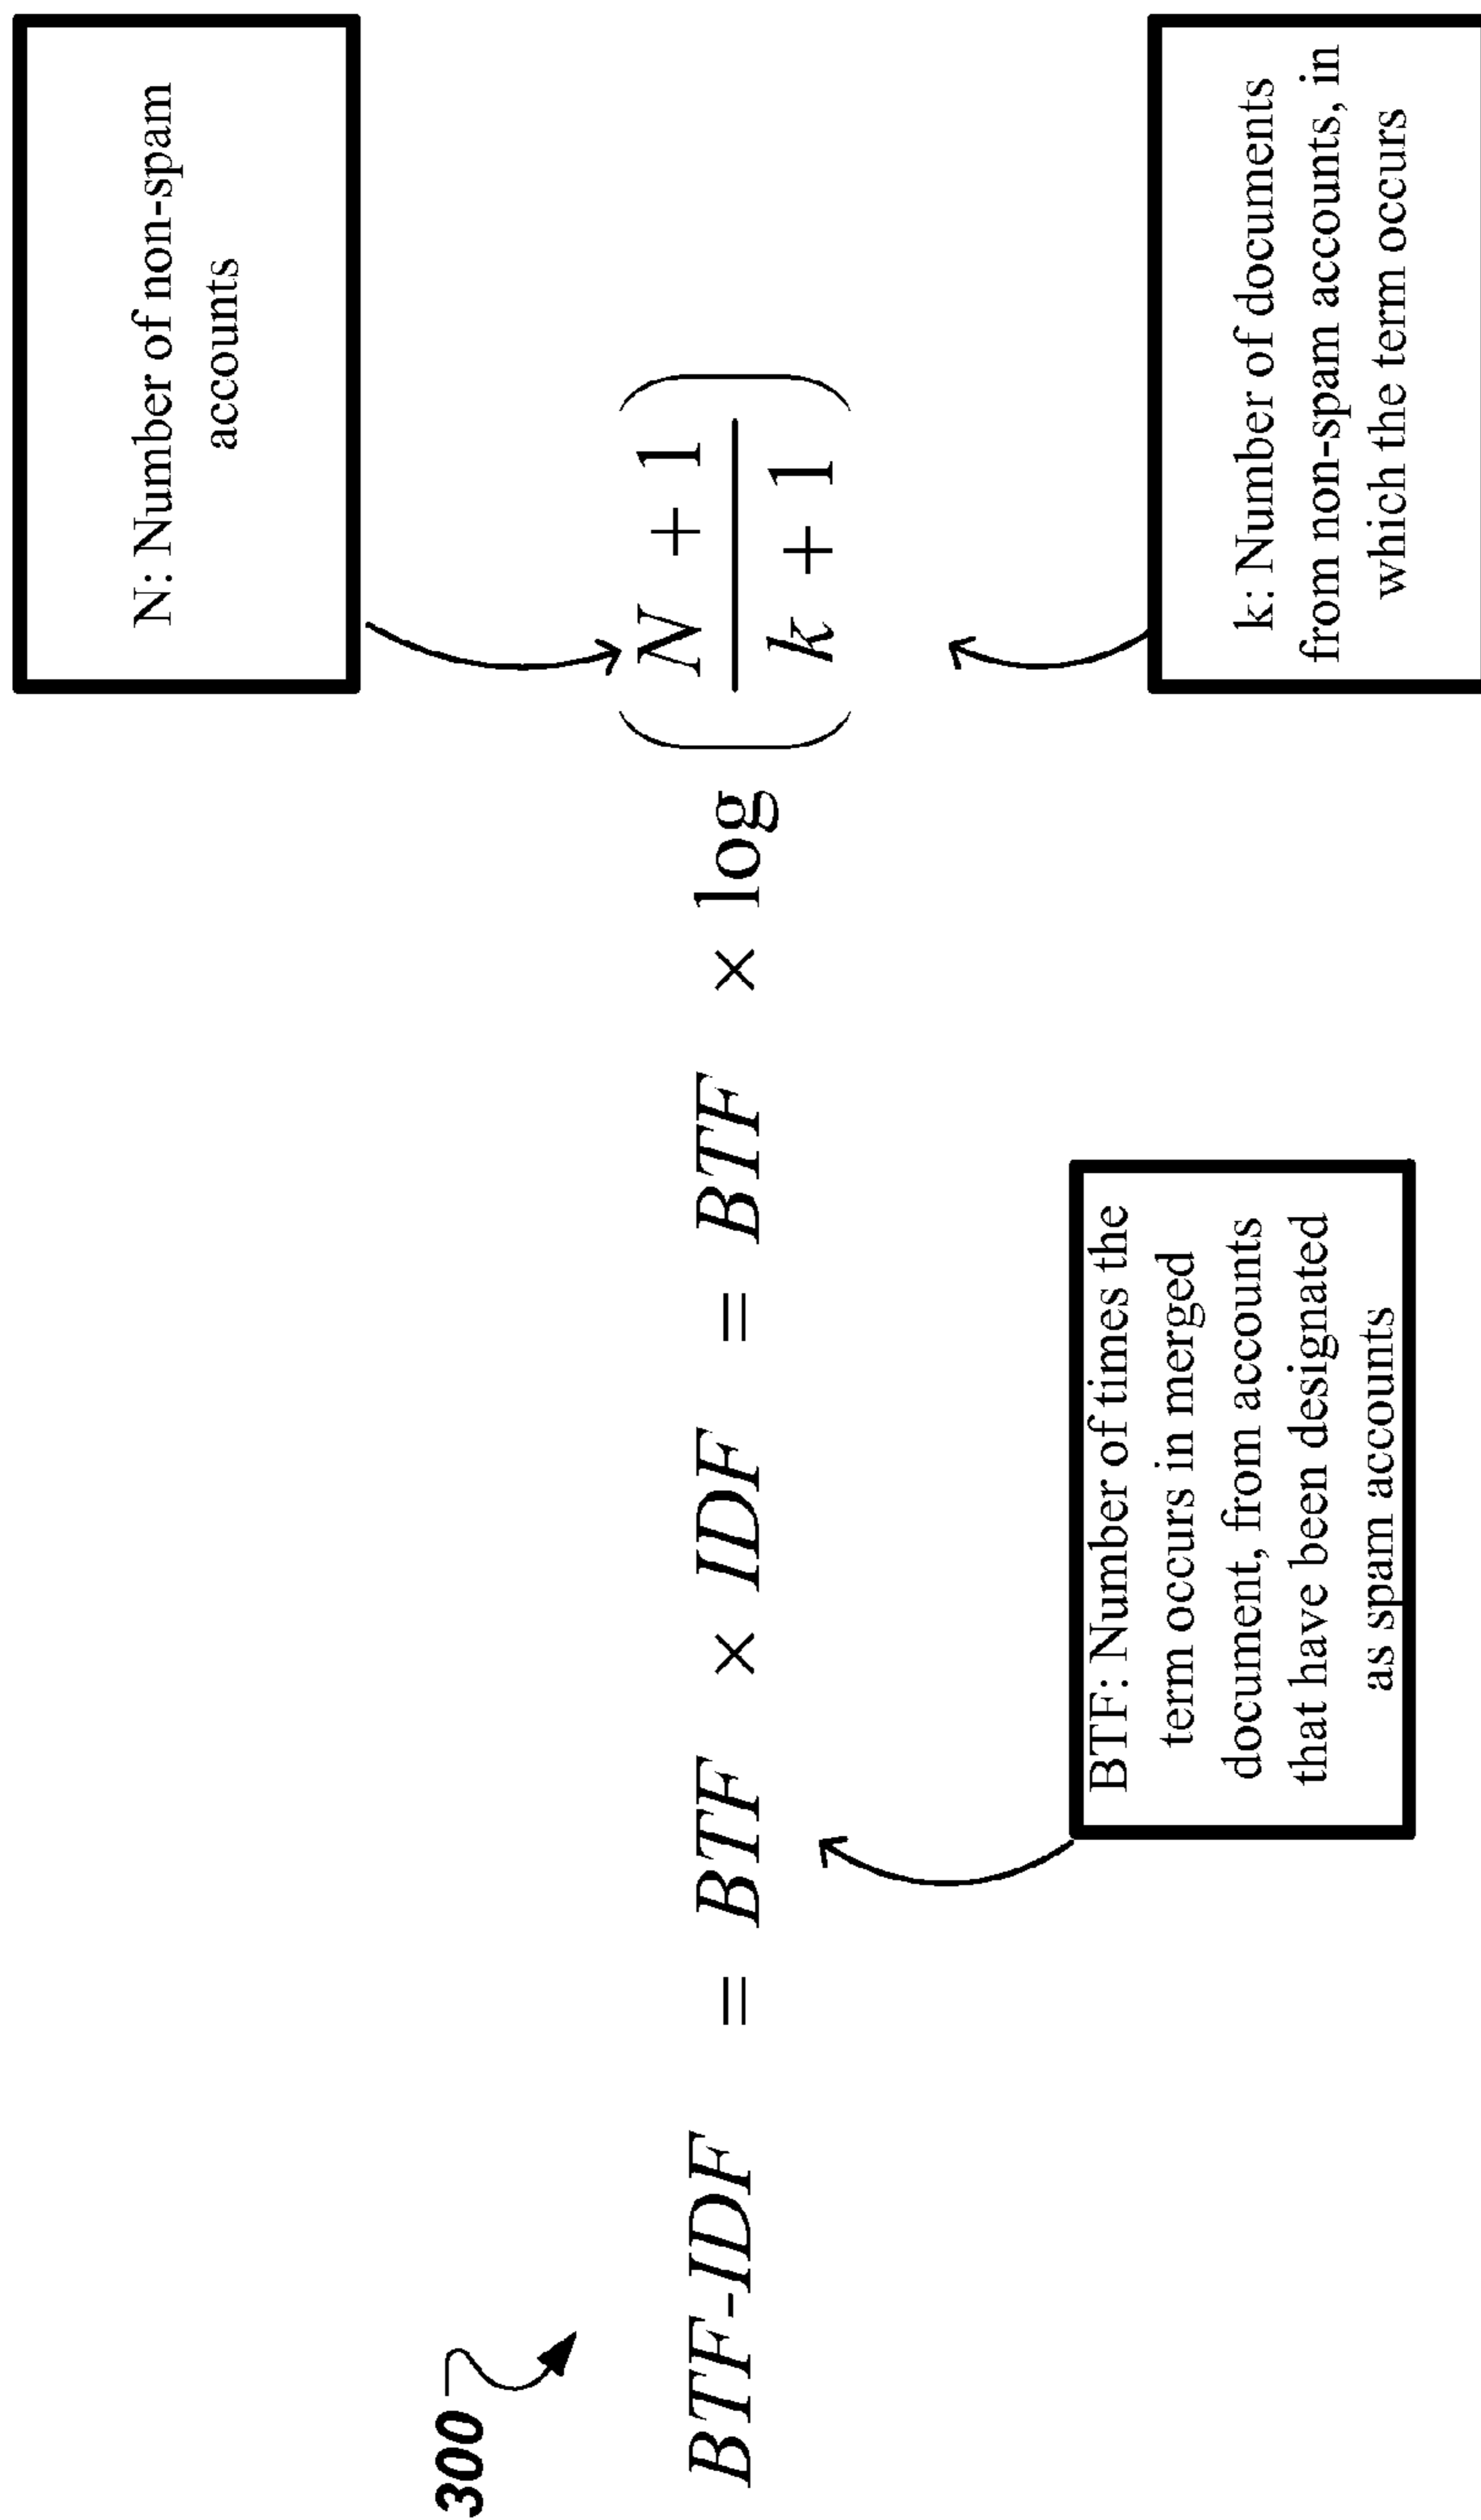 300
N: Number of non-spam
accounts
BTF-IDF = BTF × IDF = BTF × log ( N + 1
k + 1 )
BTF: Number of times the
term occurs in merged
document, from accounts
that have been designated
as spam accounts
k: Number of documents
from non-spam accounts, in
which the term occurs